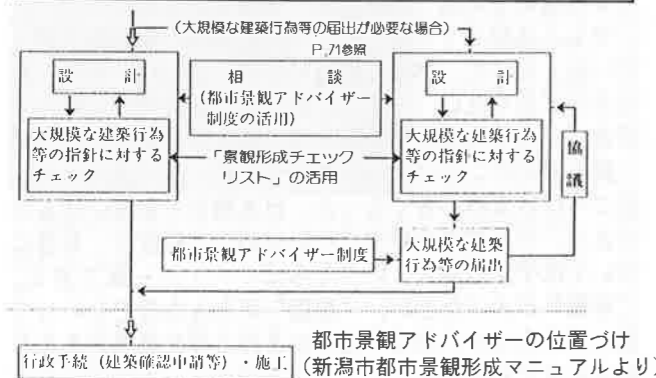 （大規模な建築行為等の届出が必要な場合）
P.71参照
設　計
大規模な建築行為
等の指針に対する
チェック
相　談
（都市景観アドバイザー
制度の活用）
「景観形成チェック
リスト」の活用
設　計
大規模な建築行為
等の指針に対する
チェック
協議
都市景観アドバイザー制度
大規模な建築
行為等の届出
行政手続（建築確認申請等）・施工
都市景観アドバイザーの位置づけ
（新潟市都市景観形成マニュアルより）